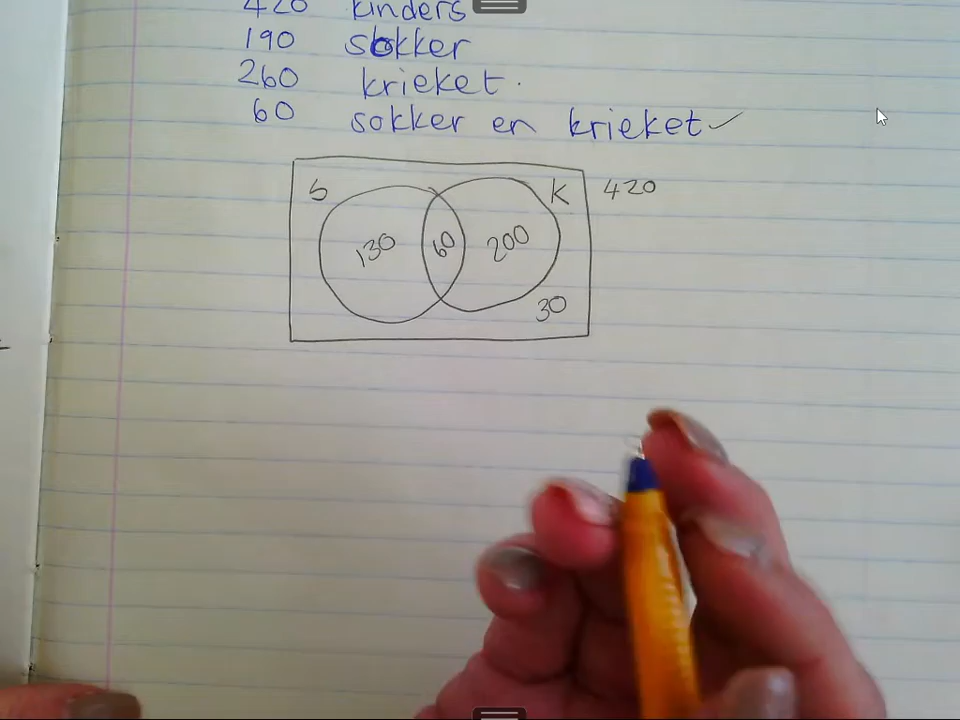 420 kinders
190 sokker
260 krieket.
60 sokker en krieket ✓
S K 420
130 60 200
30